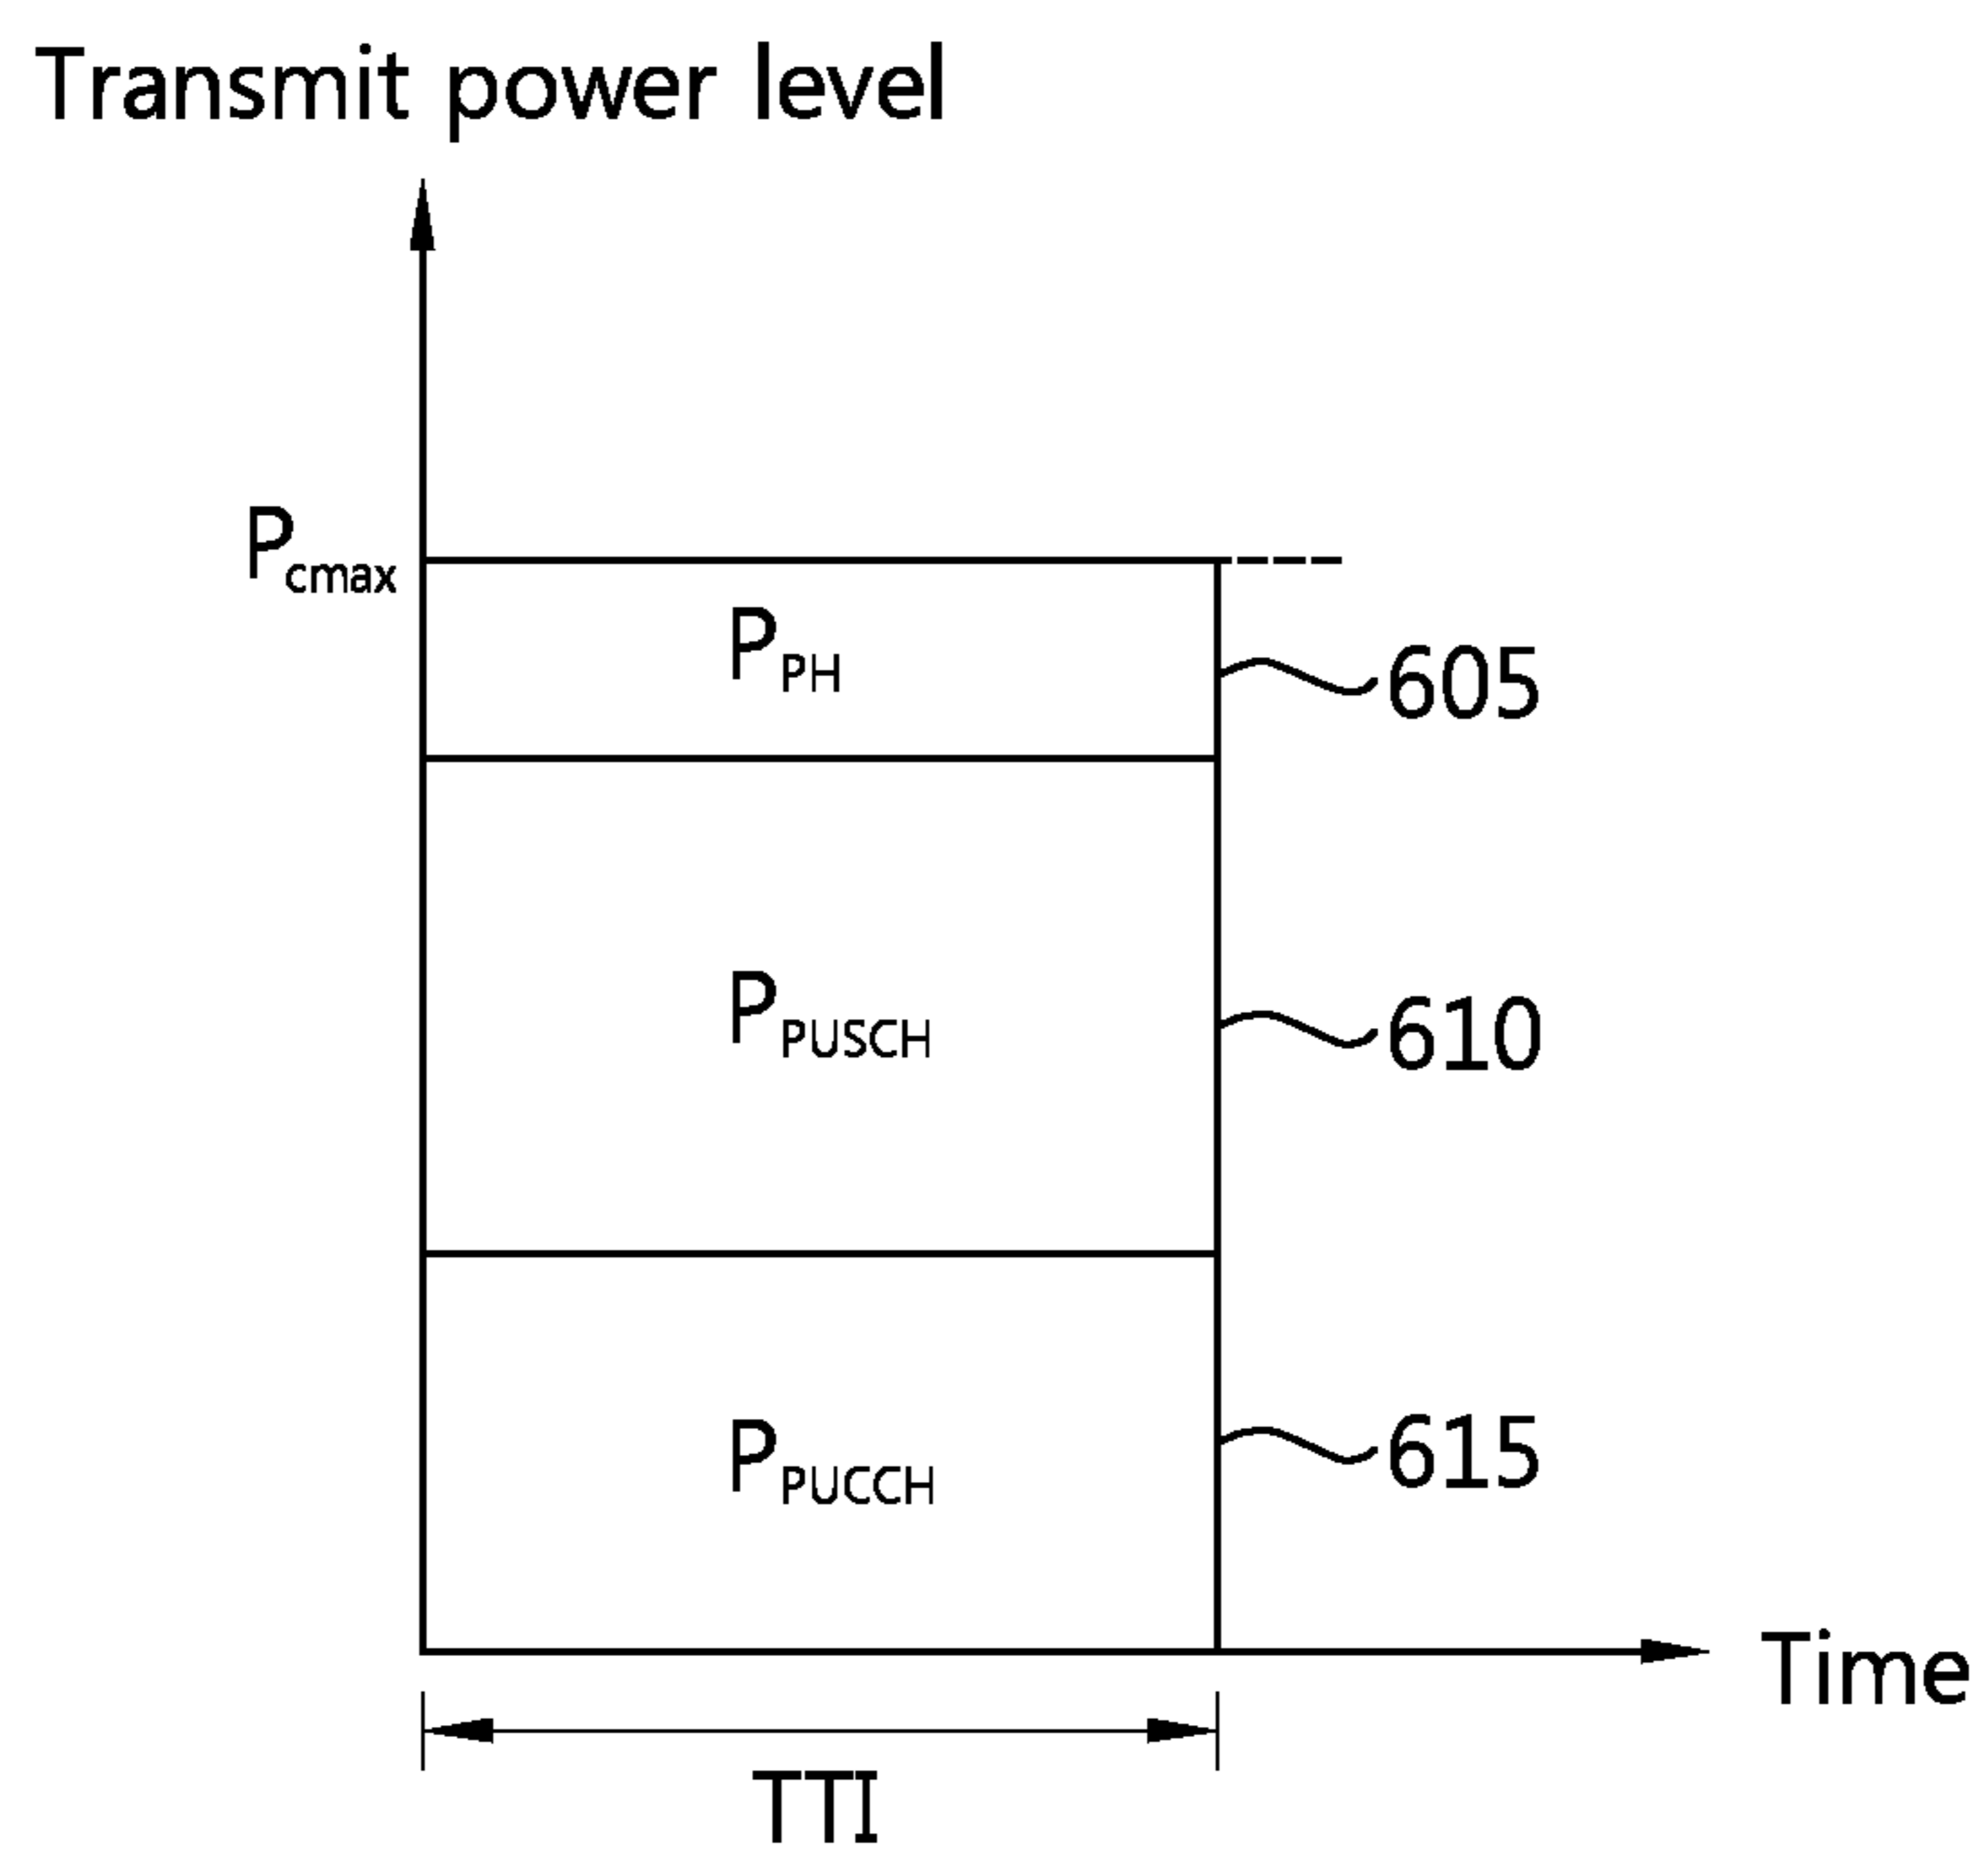 Transmit power level
Pcmax
PPH
605
PPUSCH
610
PPUCCH
615
Time
TTI